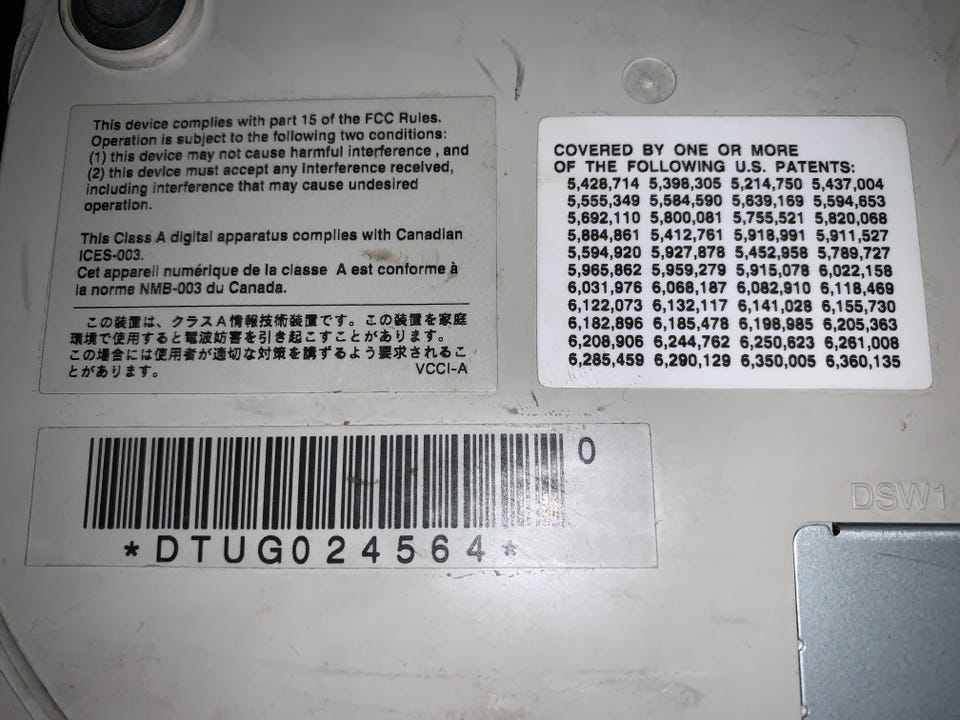 This device complies with part 15 of the FCC Rules.
Operation is subject to the following two conditions:
(1) this device may not cause harmful interference , and
(2) this device must accept any interference received,
including interference that may cause undesired
operation.
This Class A digital apparatus complies with Canadian
ICES-003.
Cet appareil numérique de la classe A est conforme à
la norme NMB-003 du Canada.
この装置は、クラスA情報技術装置です。この装置を家庭
環境で使用すると電波妨害を引き起こすことがあります。
この場合には使用者が適切な対策を講ずるよう要求されるこ
とがあります。
VCCI-A
COVERED BY ONE OR MORE
OF THE FOLLOWING U.S. PATENTS:
5,428,714 5,398,305 5,214,750 5,437,004
5,555,349 5,584,590 5,639,169 5,594,653
5,692,110 5,800,081 5,755,521 5,820,068
5,884,861 5,412,761 5,918,991 5,911,527
5,594,920 5,927,878 5,452,958 5,789,727
5,965,862 5,959,279 5,915,078 6,022,158
6,031,976 6,068,187 6,082,910 6,118,469
6,122,073 6,132,117 6,141,028 6,155,730
6,182,896 6,185,478 6,198,985 6,205,363
6,208,906 6,244,762 6,250,623 6,261,008
6,285,459 6,290,129 6,350,005 6,360,135
0
*DTUG024564*
DSW1